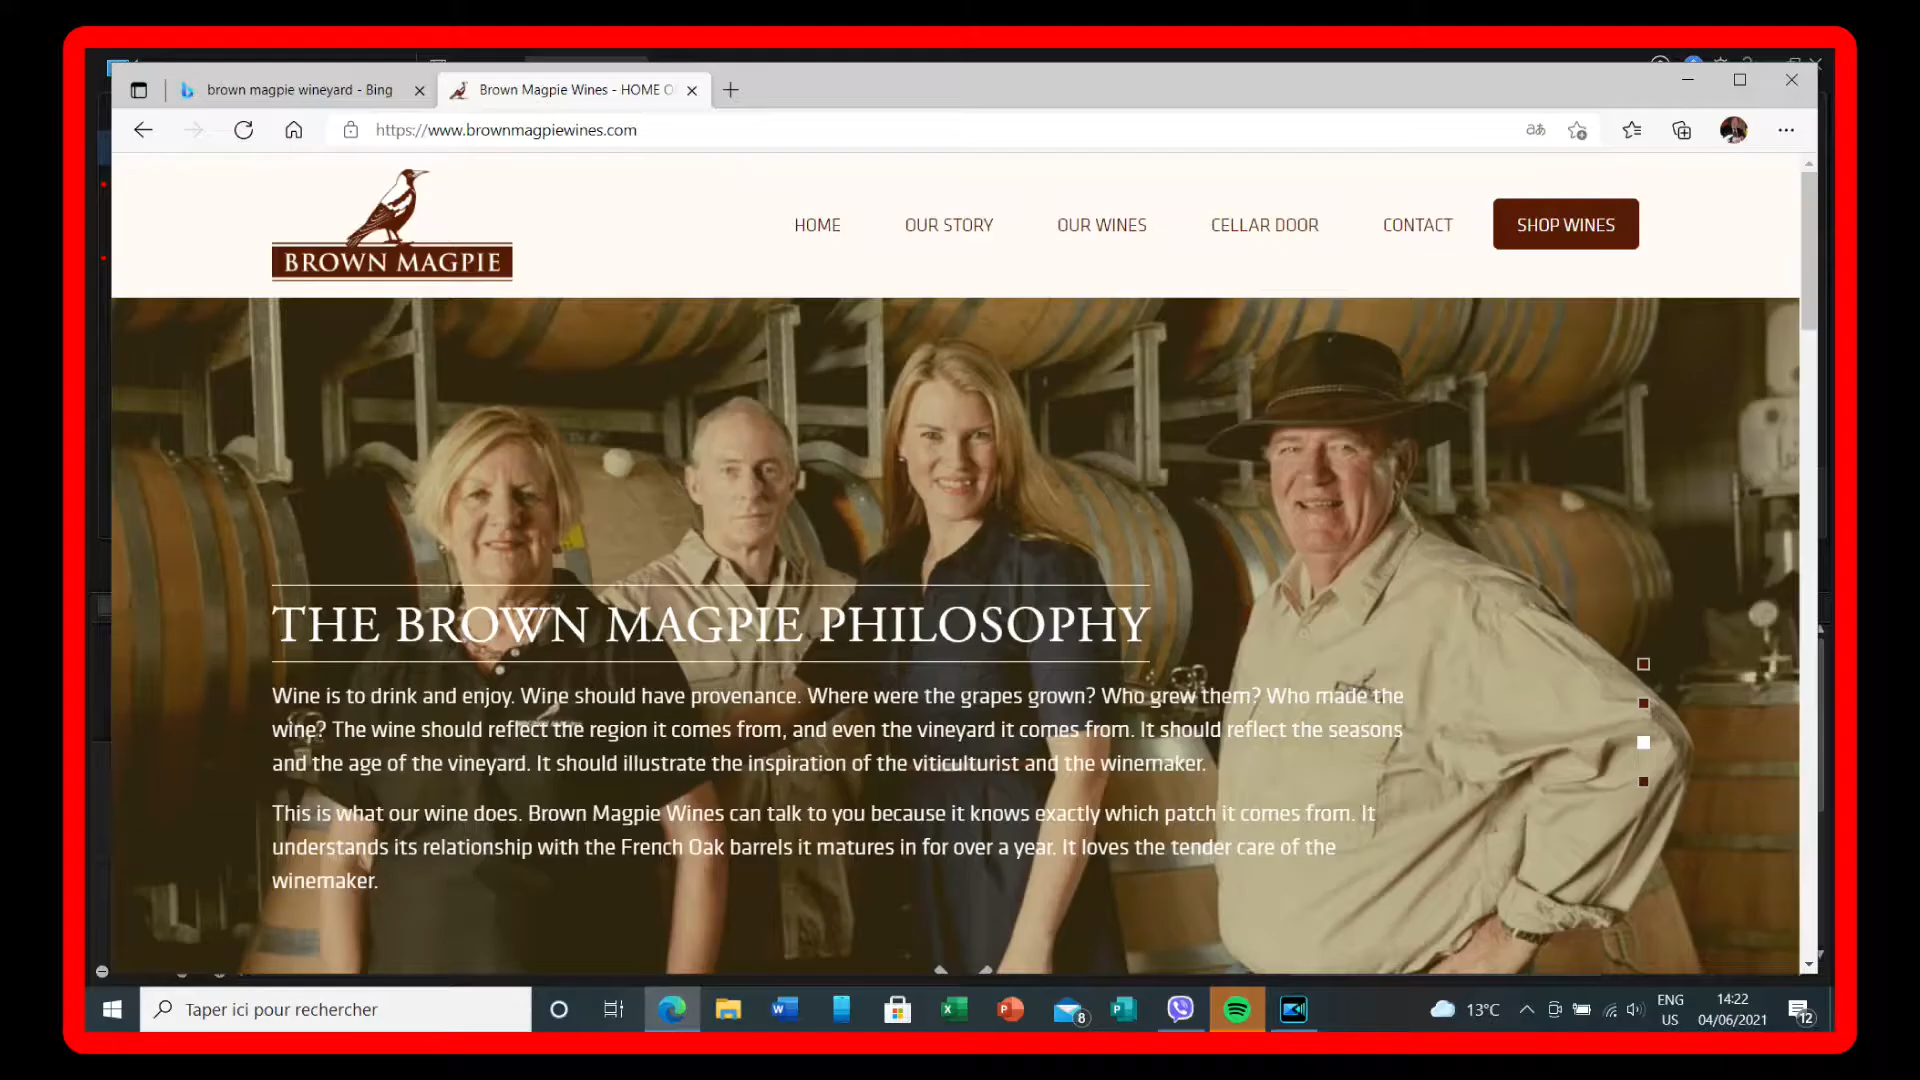 brown magpie wineyard - Bing
Brown Magpie Wines - HOME O
https://www.brownmagpiewines.com
BROWN MAGPIE
HOME
OUR STORY
OUR WINES
CELLAR DOOR
CONTACT
SHOP WINES
THE BROWN MAGPIE PHILOSOPHY
Wine is to drink and enjoy. Wine should have provenance. Where were the grapes grown? Who grew them? Who made the
wine? The wine should reflect the region it comes from, and even the vineyard it comes from. It should reflect the seasons
and the age of the vineyard. It should illustrate the inspiration of the viticulturist and the winemaker.
This is what our wine does. Brown Magpie Wines can talk to you because it knows exactly which patch it comes from. It
understands its relationship with the French Oak barrels it matures in for over a year. It loves the tender care of the
winemaker.
Taper ici pour rechercher
8
13°C
ENG
US
14:22
04/06/2021
12